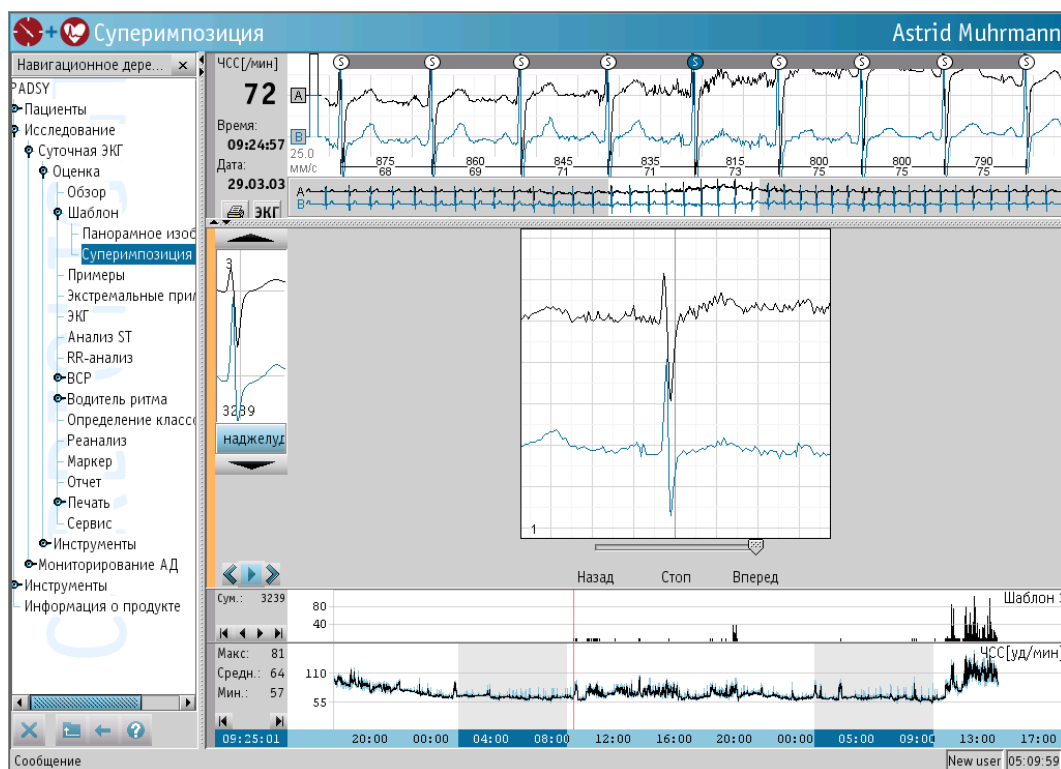 Суперимпозиция
Astrid Muhrmann
Навигационное дере... ×
PADSY
Пациенты
Исследование
Суточная ЭКГ
Оценка
Обзор
Шаблон
Панорамное изоб
Суперимпозиция
Примеры
Экстремальные при
ЭКГ
Анализ ST
RR-анализ
ВСР
Водитель ритма
Определение классо
Реанализ
Маркер
Отчет
Печать
Сервис
Инструменты
Мониторирование АД
Инструменты
Информация о продукте
ЧСС[/мин]
72
Время:
09:24:57
Дата:
29.03.03
ЭКГ
S S S S S S S S S
A
B
25.0
мм/с
875 860 845 835 815 800 800 790
68 69 71 71 73 75 75 75
A
B
3
3239
наджелуд
1
Назад Стоп Вперед
Сум.: 3239
80
40
Шаблон 3
Макс: 81
Средн.: 64
Мин.: 57
110
55
ЧСС[уд/мин]
09:25:01 20:00 00:00 04:00 08:00 12:00 16:00 20:00 00:00 05:00 09:00 13:00 17:00
Сообщение
New user 05:09:59